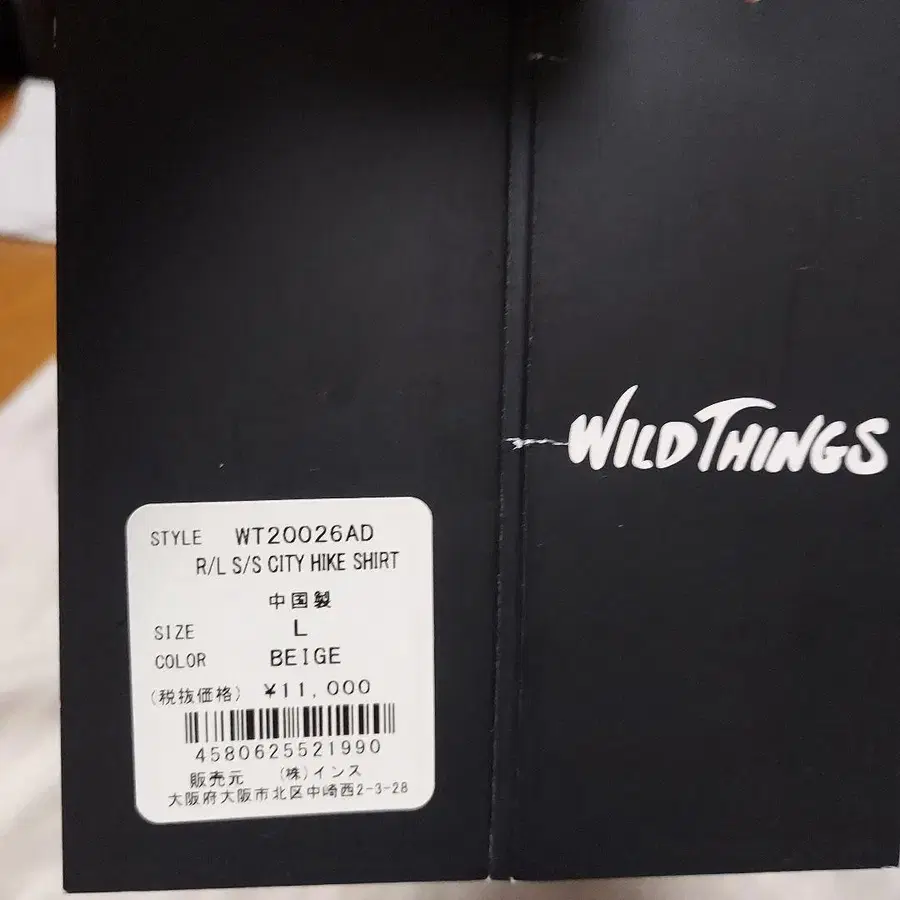 WILDTHINGS
STYLE WT20026AD
R/L S/S CITY HIKE SHIRT
中国製
SIZE L
COLOR BEIGE
(税抜価格) ¥11,000
4580625521990
販売元 (株)インス
大阪府大阪市北区中崎西2-3-28